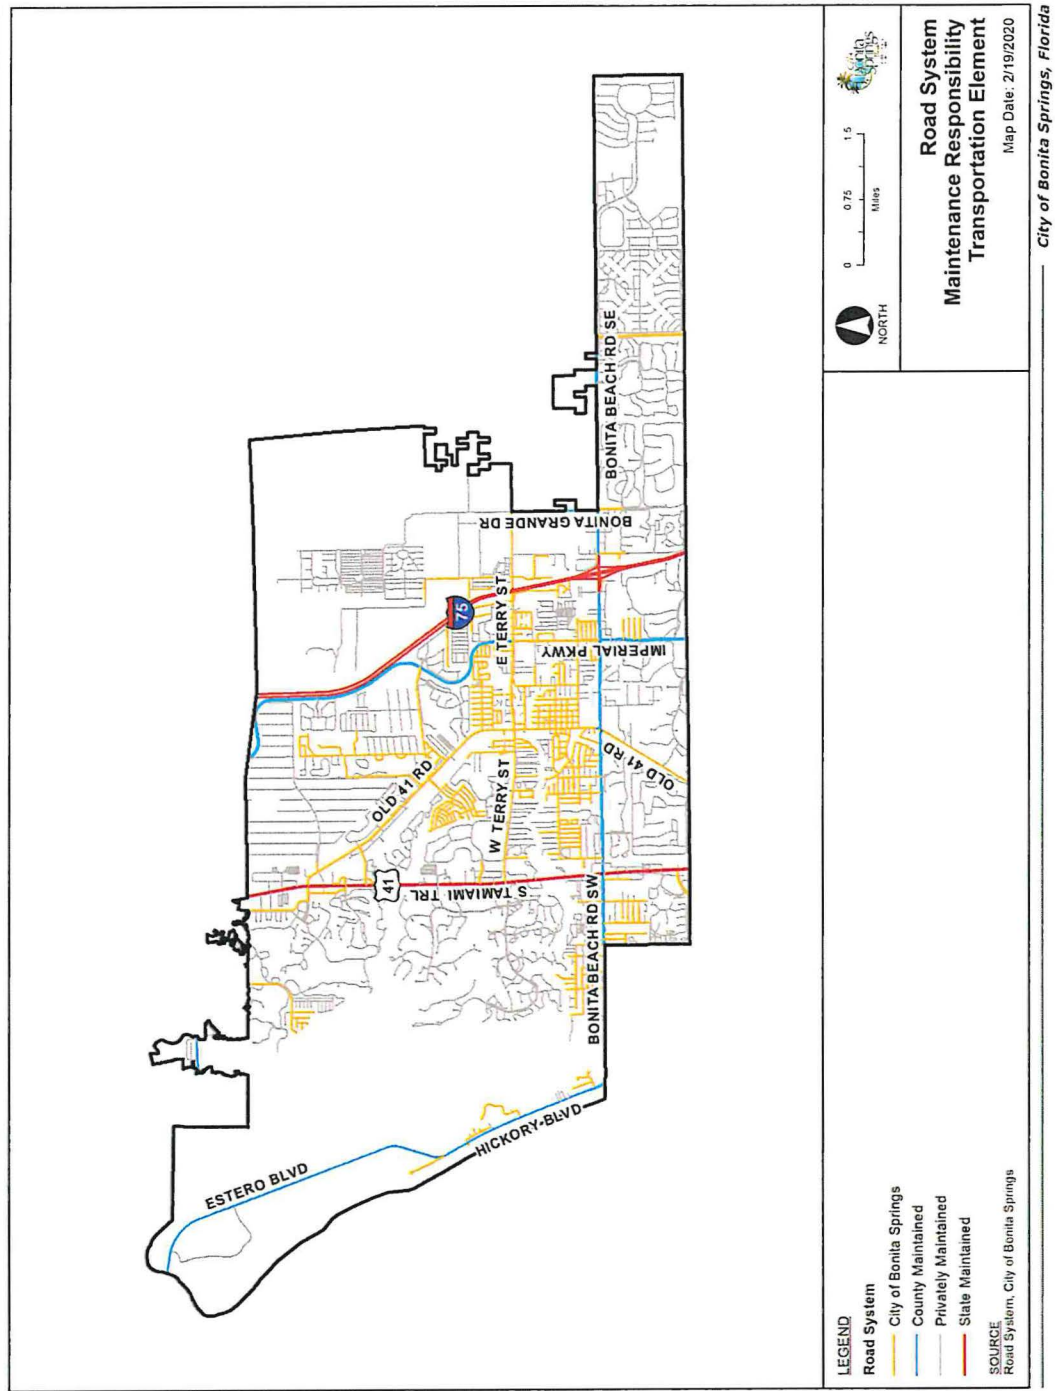 ESTERO BLVD
HICKORY BLVD
BONITA BEACH RD SW
S TAMIAMI TRL
41
OLD 41 RD
W TERRY ST
OLD 41 RD
E TERRY ST
75
IMPERIAL PKWY
BONITA GRANDE DR
BONITA BEACH RD SE
LEGEND
Road System
City of Bonita Springs
County Maintained
Privately Maintained
State Maintained
SOURCE
Road System, City of Bonita Springs
NORTH
0 0.75 1.5
Miles
Bonita
Springs
Road System
Maintenance Responsibility
Transportation Element
Map Date: 2/19/2020
City of Bonita Springs, Florida